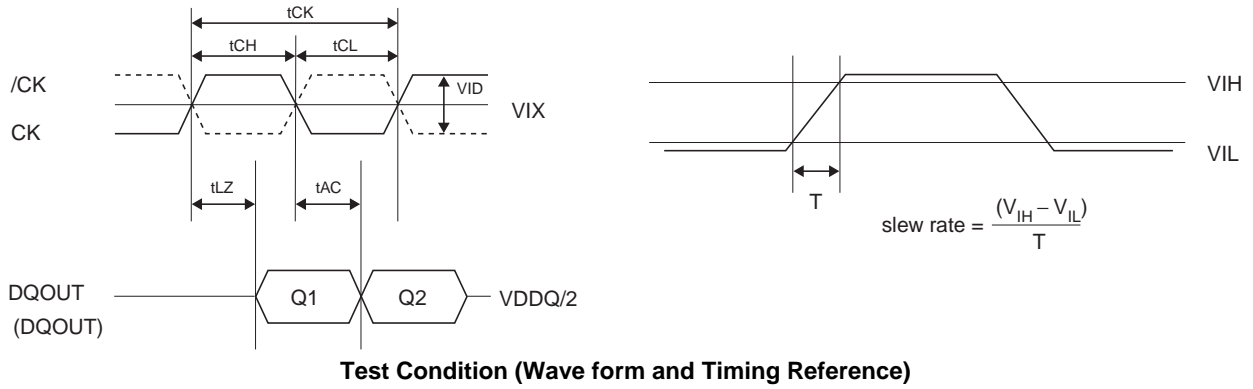 tCK
tCH
tCL
/CK
VID
VIX
CK
tLZ
tAC
DQOUT
(DQOUT)
Q1
Q2
VDDQ/2
VIH
VIL
T
slew rate = (VIH – VIL)
T
Test Condition (Wave form and Timing Reference)